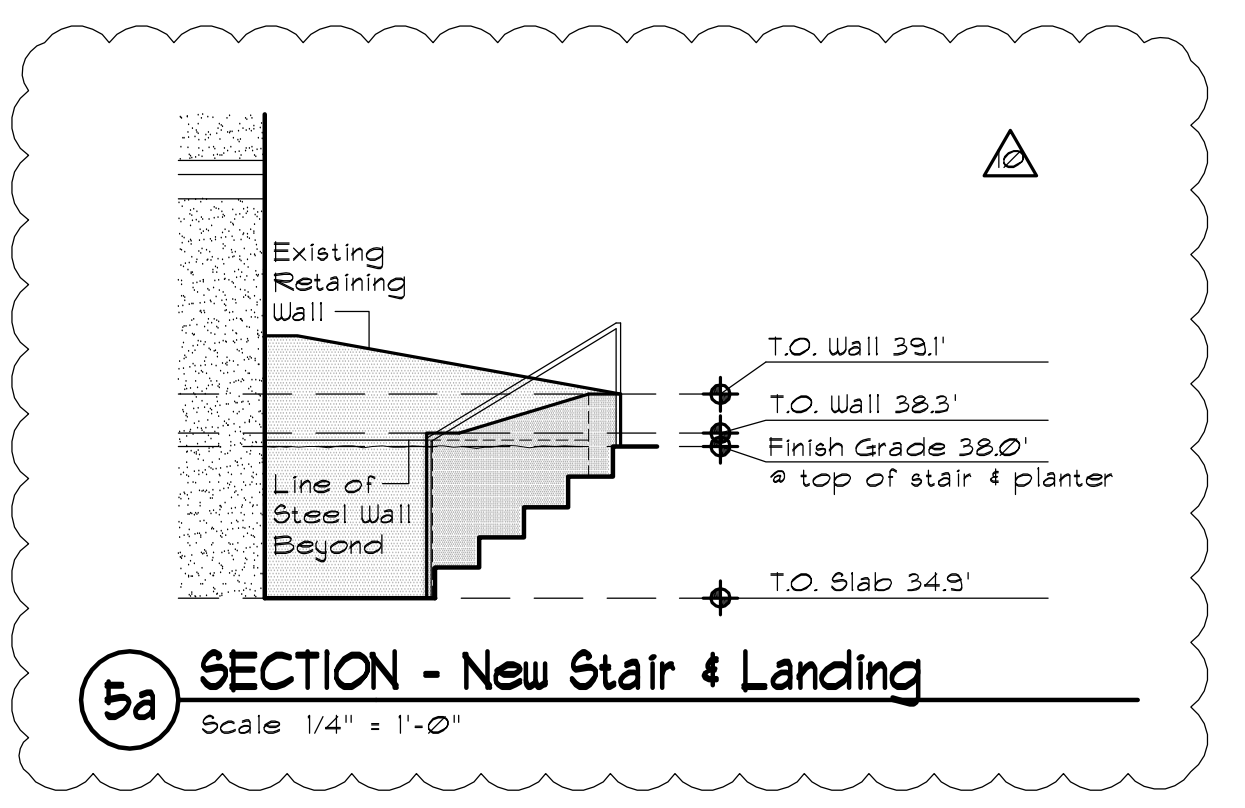 10
Existing
Retaining
Wall
T.O. Wall 39.1'
T.O. Wall 38.3'
Finish Grade 38.0'
@ top of stair & planter
Line of
Steel Wall
Beyond
T.O. Slab 34.9'
5a
SECTION - New Stair & Landing
Scale 1/4" = 1'-0"